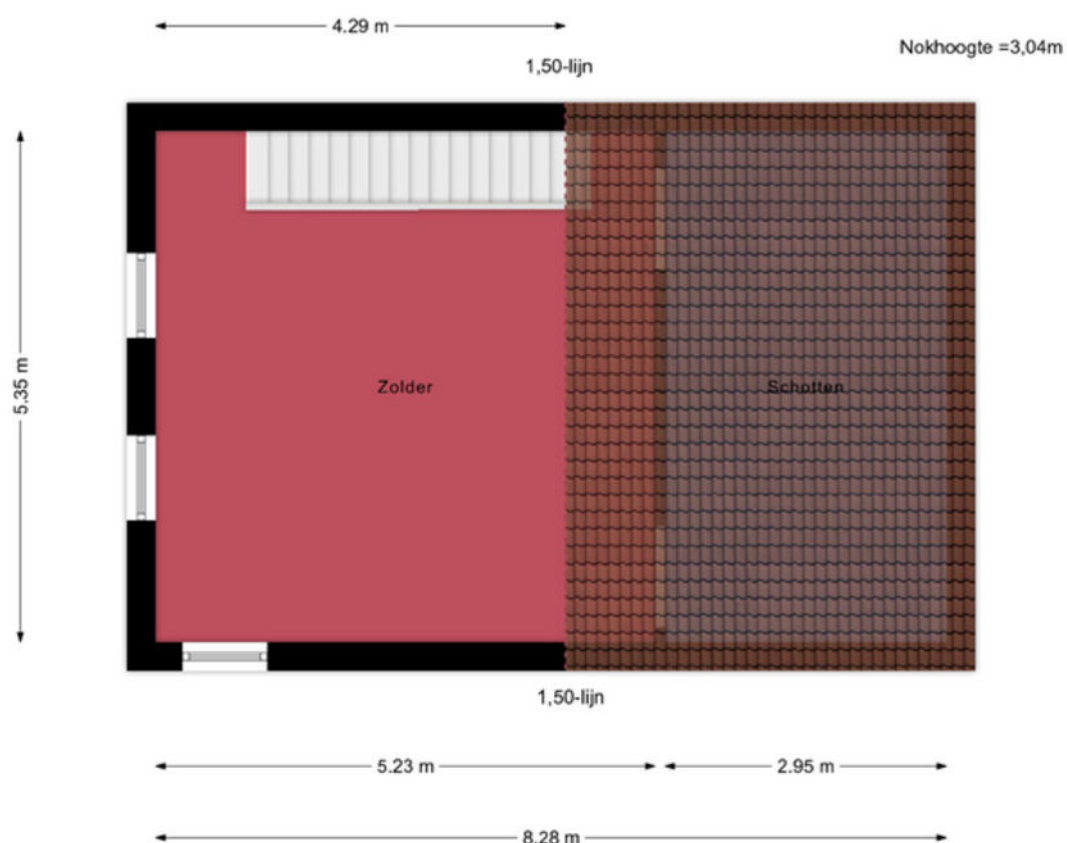 4.29 m
Nokhoogte =3,04m
1,50-lijn
5.35 m
Zolder
Schotten
1,50-lijn
5.23 m
2.95 m
8.28 m